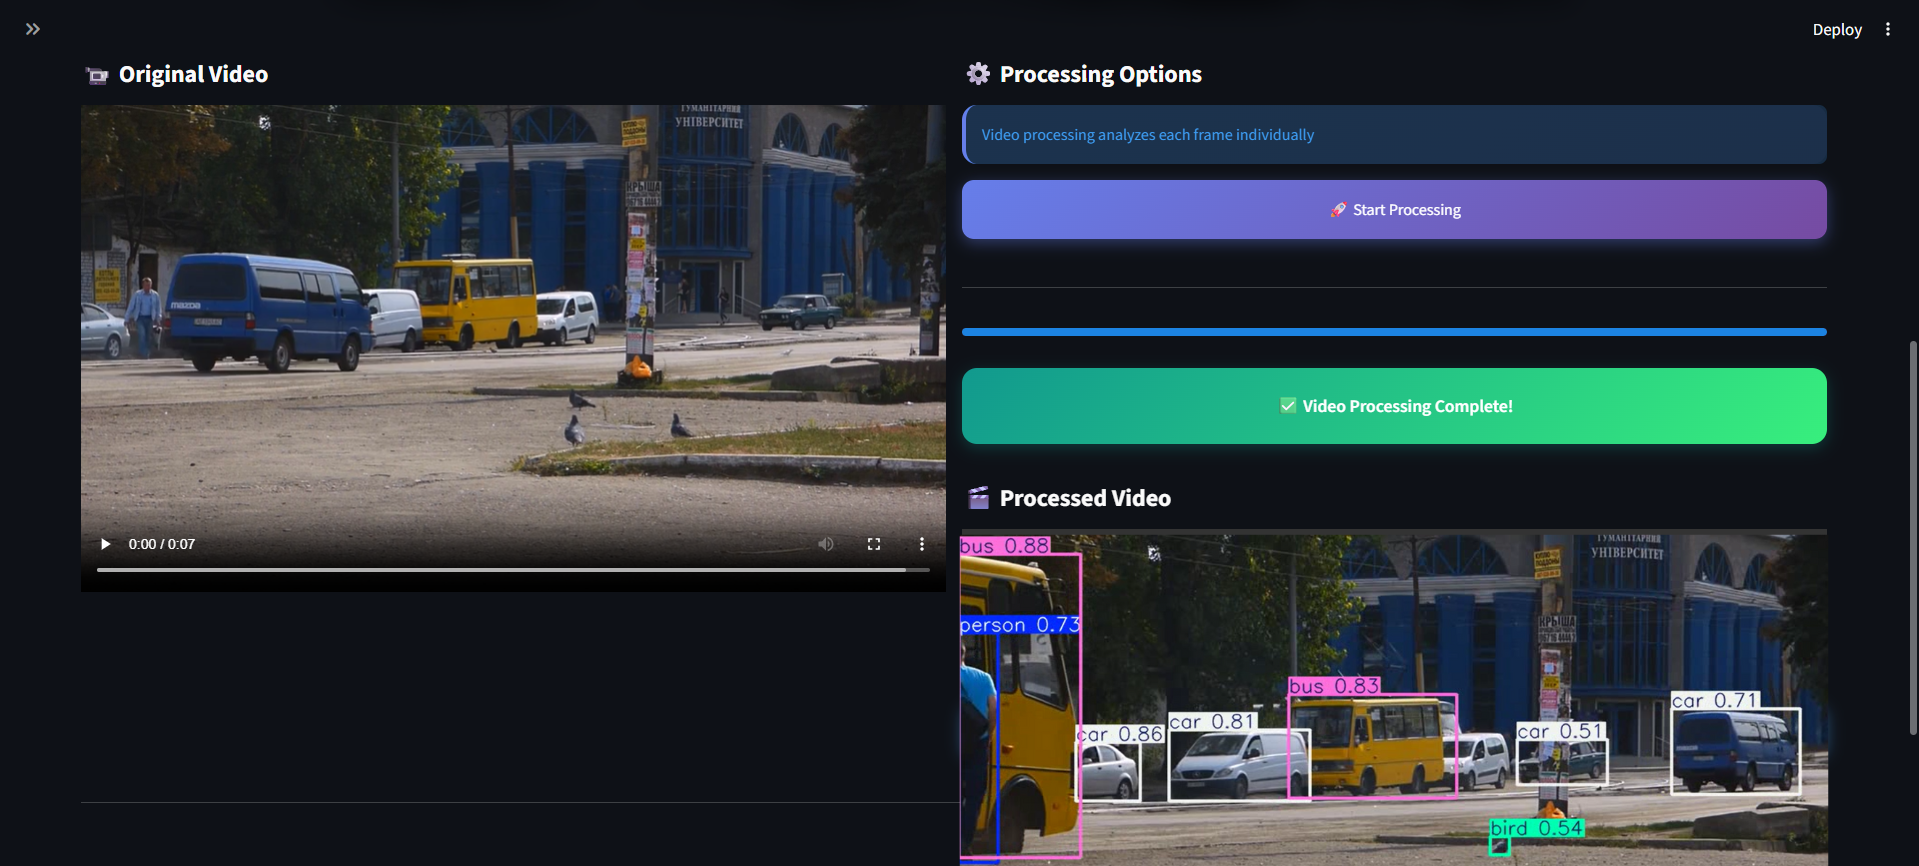 Deploy
Original Video
ГУМАНІТАРНИЙ
УНІВЕРСИТЕТ
КРЫША
mazda
0:00 / 0:07
Processing Options
Video processing analyzes each frame individually
🚀 Start Processing
✅ Video Processing Complete!
Processed Video
bus 0.88
ГУМАНІТАРНИЙ
УНІВЕРСИТЕТ
КРЫША
person 0.73
bus 0.83
car 0.71
car 0.81
car 0.86
car 0.51
bird 0.54